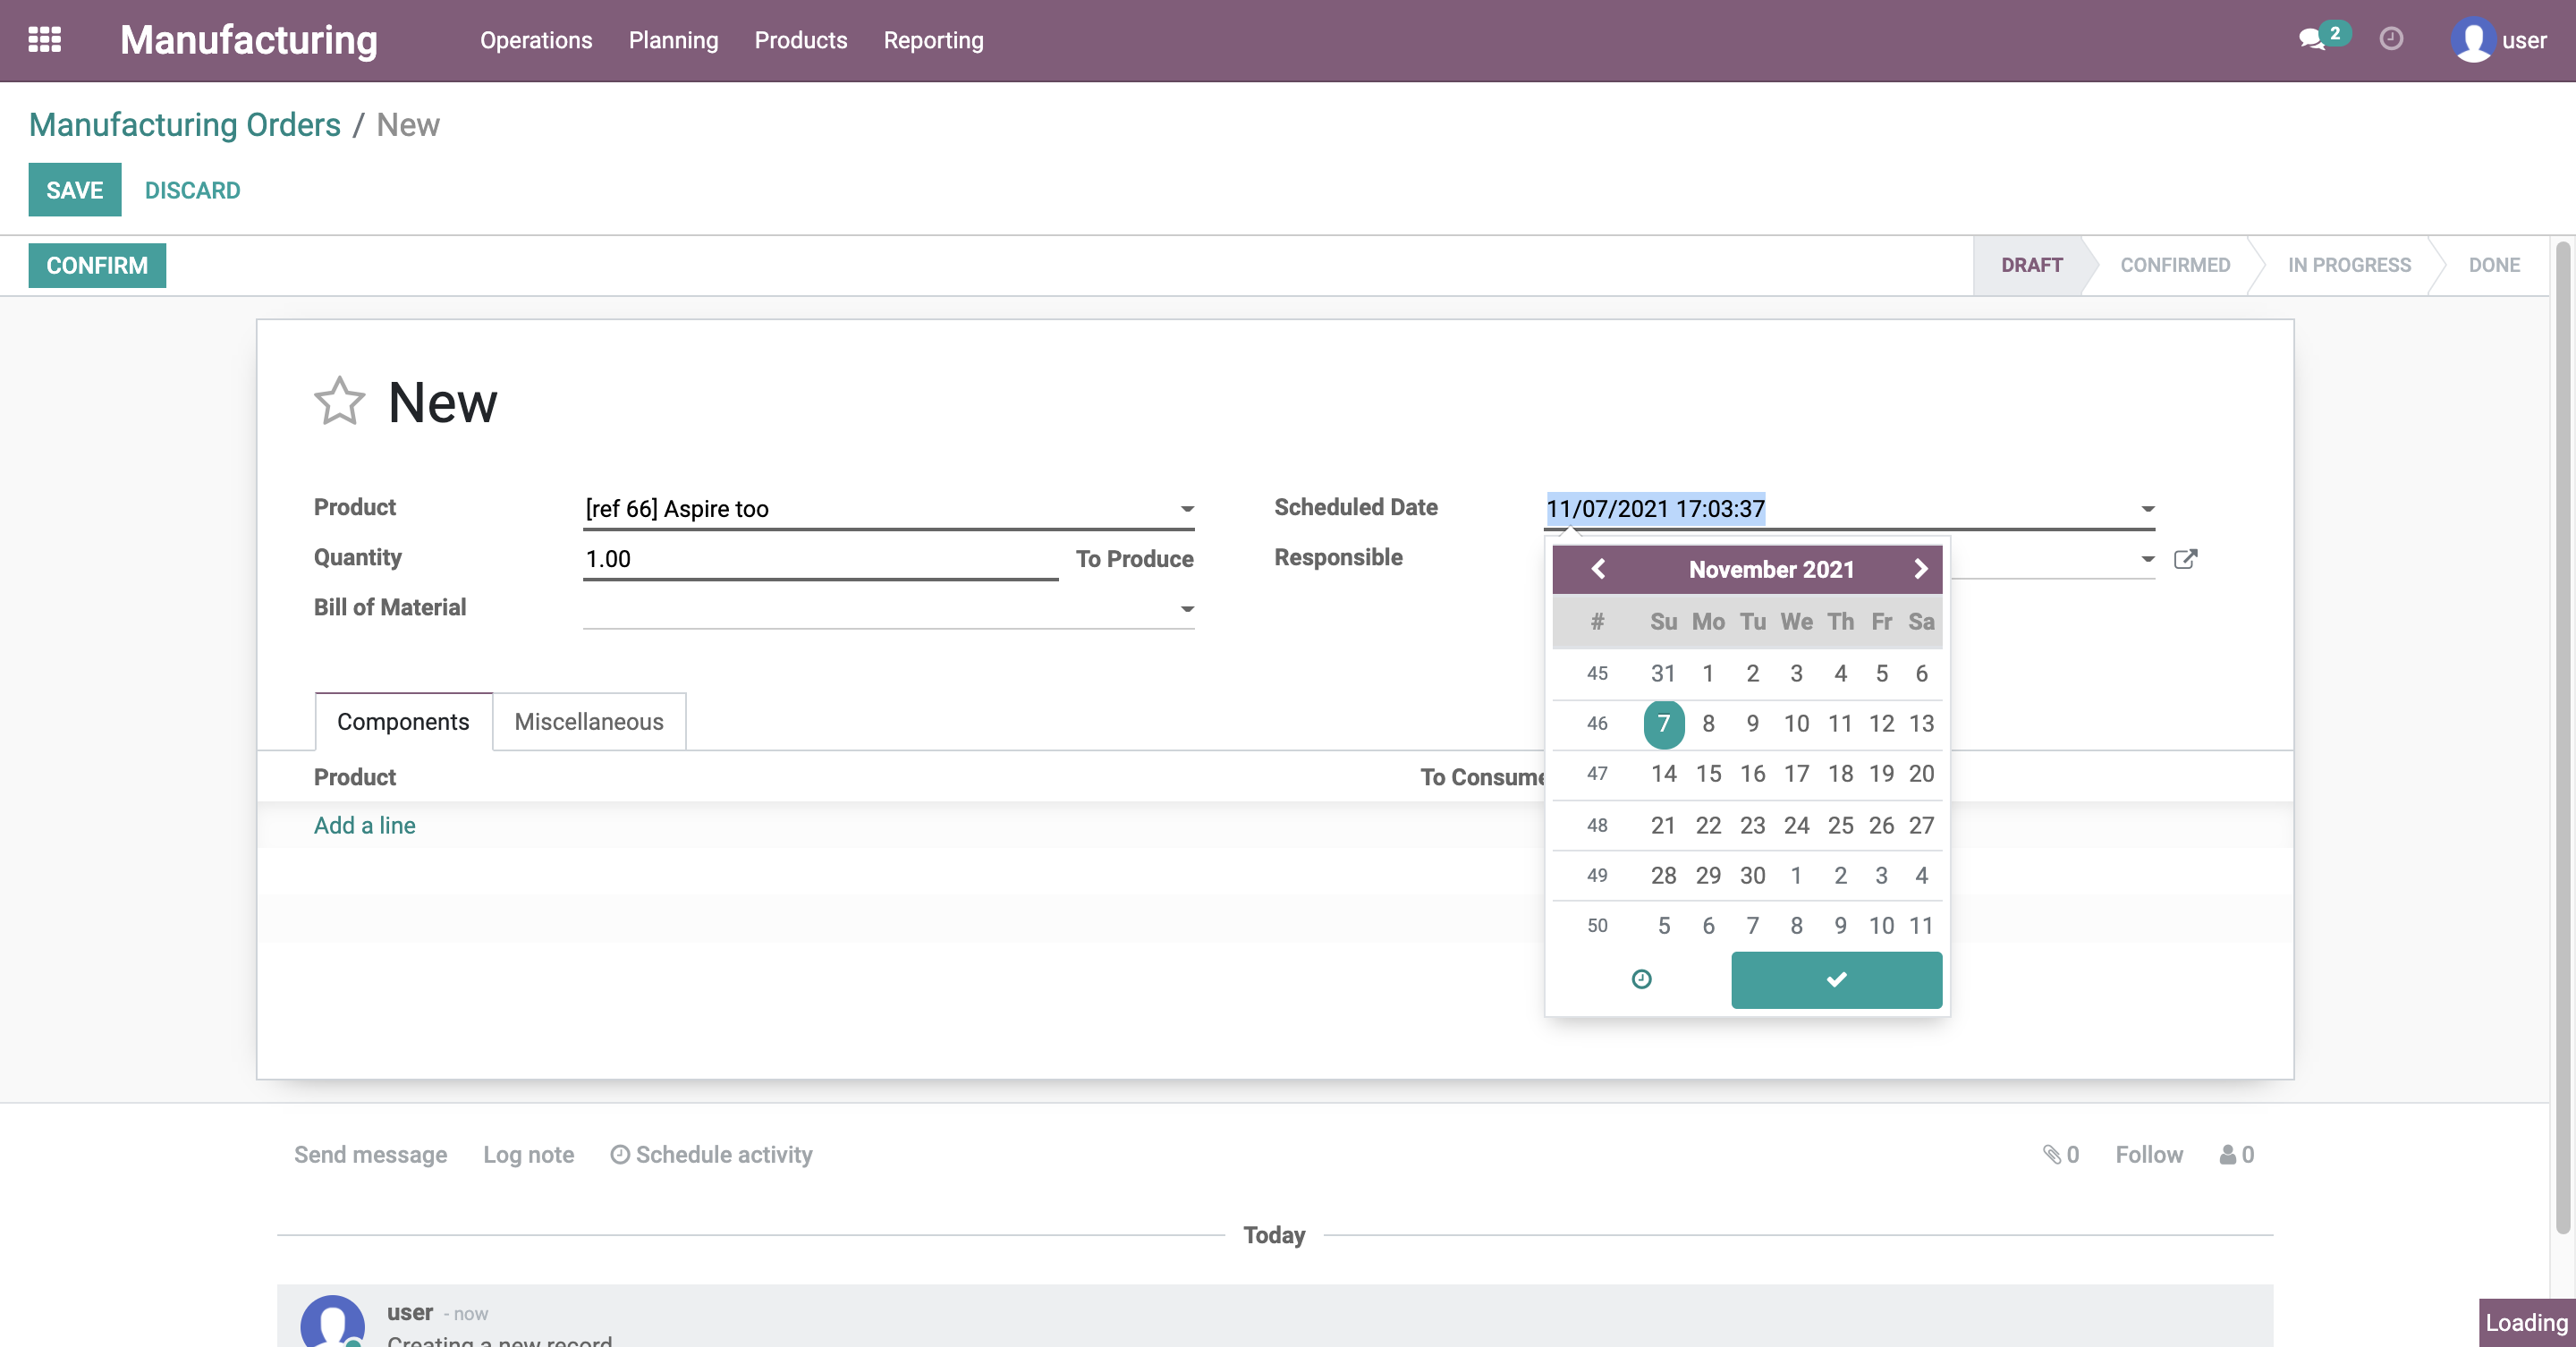 Manufacturing Operations Planning Products Reporting 2 user
Manufacturing Orders / New
SAVE DISCARD
CONFIRM DRAFT CONFIRMED IN PROGRESS DONE
New
Product [ref 66] Aspire too Scheduled Date 11/07/2021 17:03:37
Quantity 1.00 To Produce Responsible
Bill of Material
November 2021
# Su Mo Tu We Th Fr Sa
45 31 1 2 3 4 5 6
46 7 8 9 10 11 12 13
47 14 15 16 17 18 19 20
48 21 22 23 24 25 26 27
49 28 29 30 1 2 3 4
50 5 6 7 8 9 10 11
Components Miscellaneous
Product To Consume
Add a line
Send message Log note Schedule activity 0 Follow 0
Today
user - now
Creating a new record
Loading